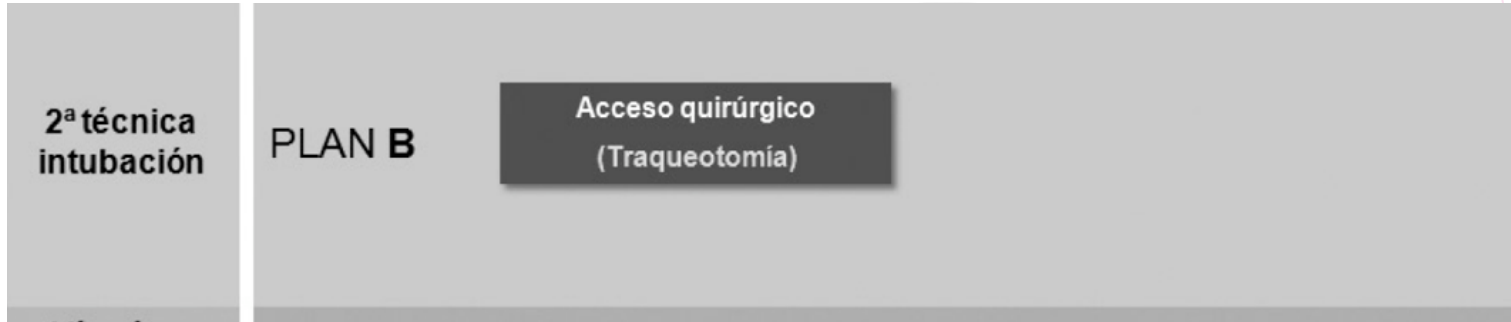 2ª técnica
intubación
PLAN B
Acceso quirúrgico
(Traqueotomía)